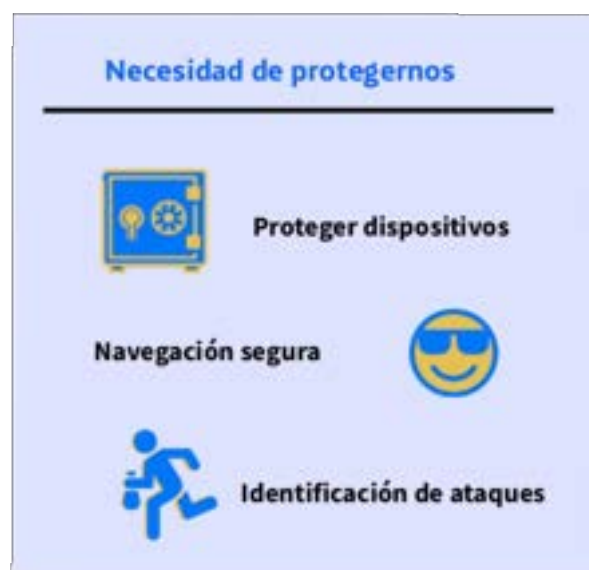 Necesidad de protegernos
Proteger dispositivos
Navegación segura
Identificación de ataques